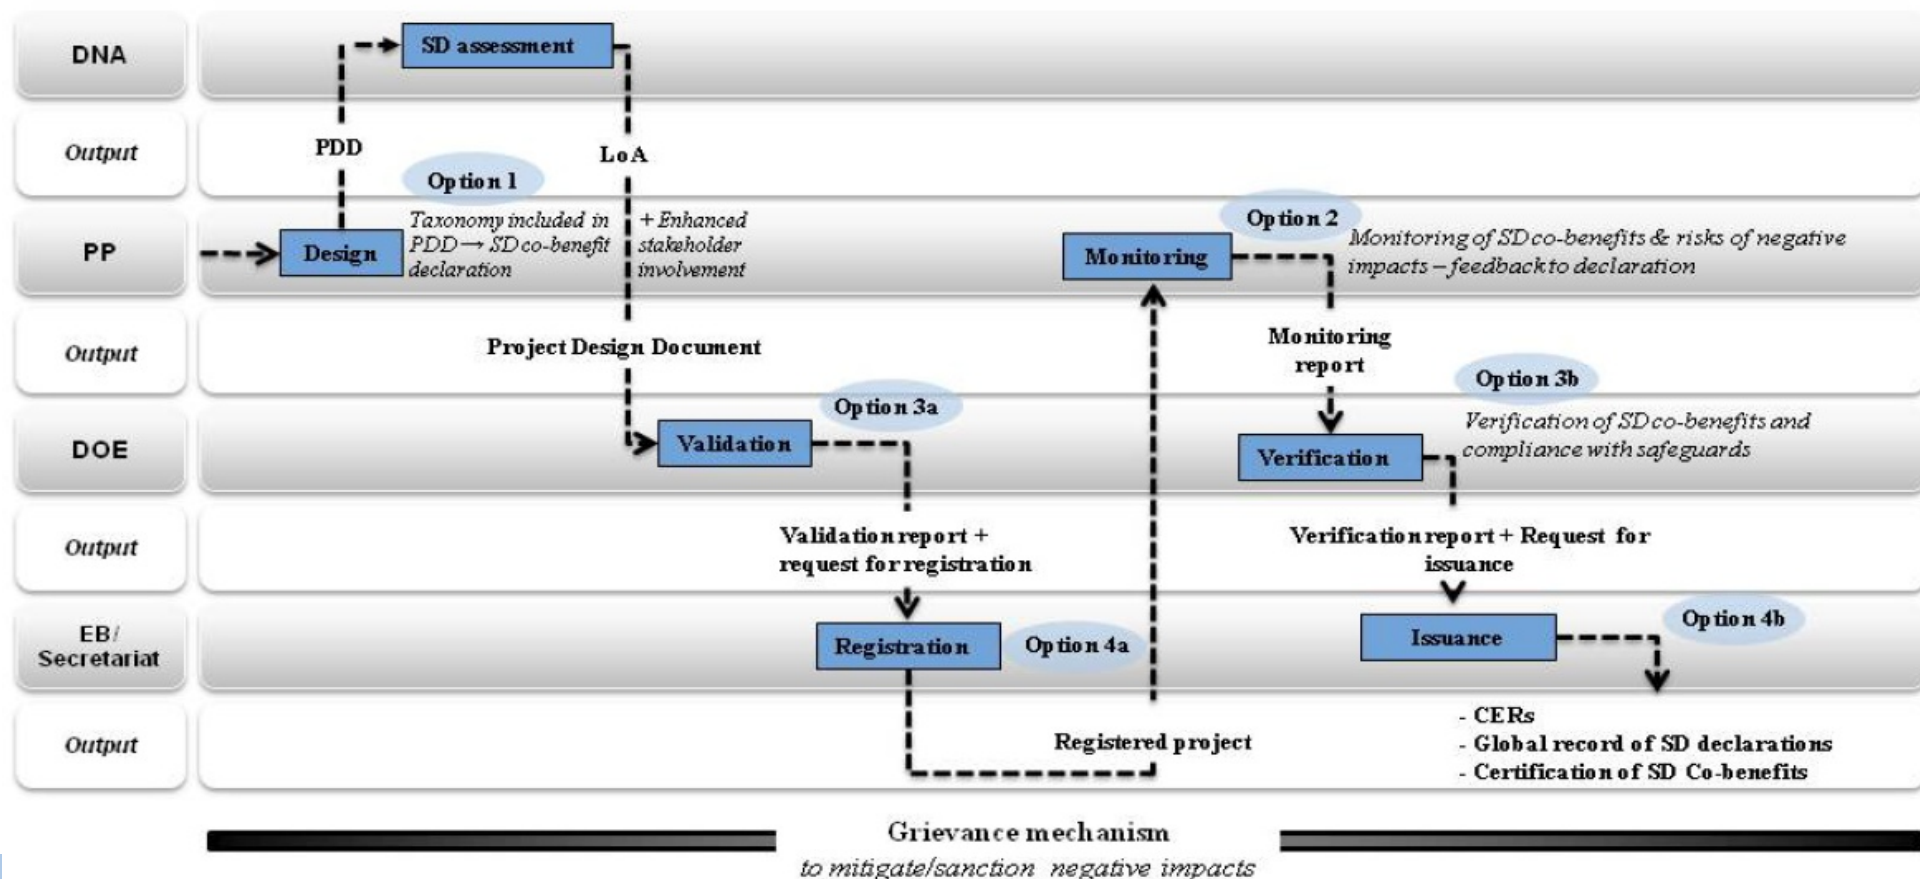 DNA
SD assessment
Output
PDD
LoA
Option 1
PP
Design
Taxonomy included in
PDD → SD co-benefit
declaration
+ Enhanced
stakeholder
involvement
Monitoring
Option 2
Monitoring of SD co-benefits & risks of negative
impacts – feedback to declaration
Output
Project Design Document
Monitoring
report
Option 3b
DOE
Validation
Option 3a
Verification
Verification of SD co-benefits and
compliance with safeguards
Output
Validation report +
request for registration
Verification report + Request for
issuance
EB/
Secretariat
Registration
Option 4a
Issuance
Option 4b
Output
Registered project
- CERs
- Global record of SD declarations
- Certification of SD Co-benefits
Grievance mechanism
to mitigate/sanction negative impacts